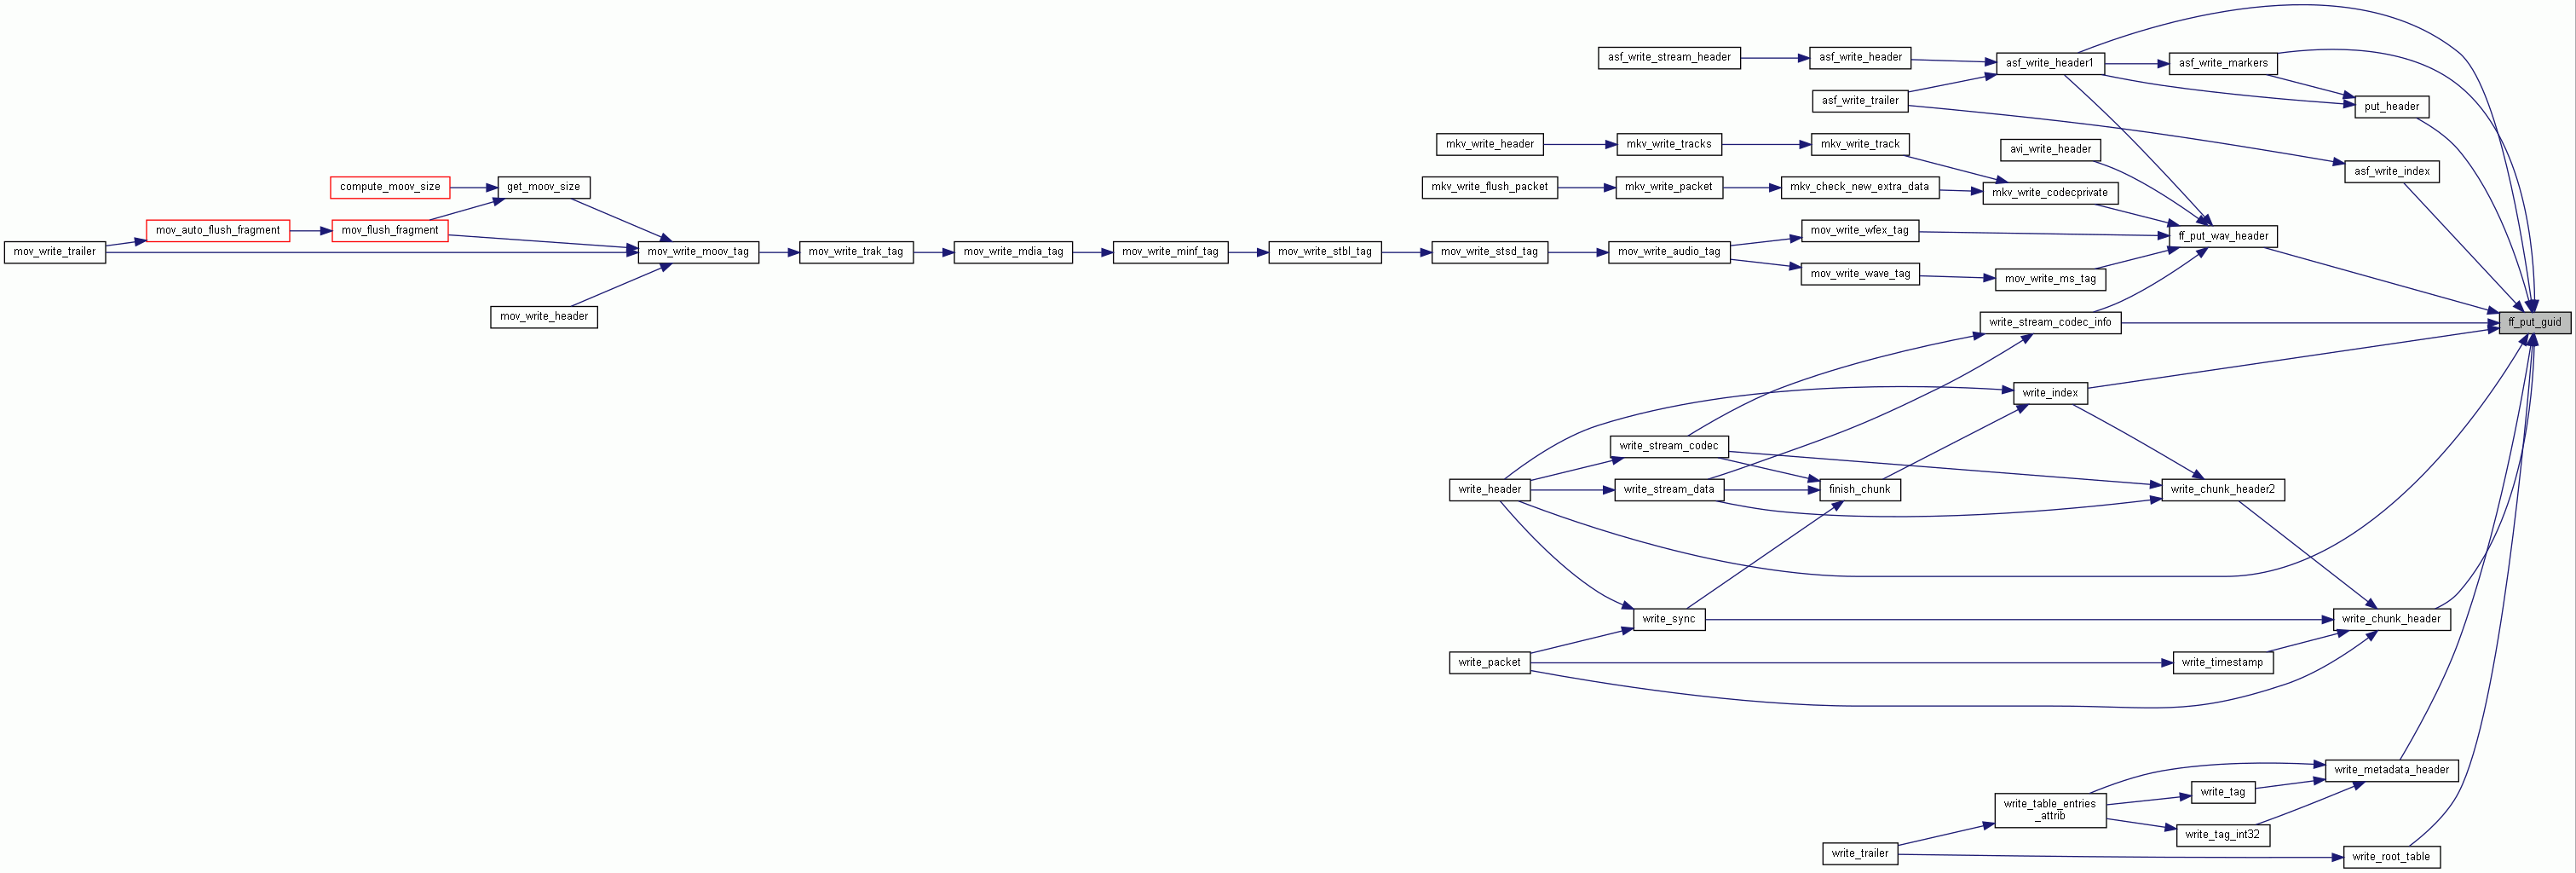 asf_write_stream_header
asf_write_header
asf_write_header1
asf_write_markers
asf_write_trailer
put_header
mkv_write_header
mkv_write_tracks
mkv_write_track
avi_write_header
asf_write_index
compute_moov_size
get_moov_size
mkv_write_flush_packet
mkv_write_packet
mkv_check_new_extra_data
mkv_write_codecprivate
mov_auto_flush_fragment
mov_flush_fragment
mov_write_wfex_tag
ff_put_wav_header
mov_write_trailer
mov_write_moov_tag
mov_write_trak_tag
mov_write_mdia_tag
mov_write_minf_tag
mov_write_stbl_tag
mov_write_stsd_tag
mov_write_audio_tag
mov_write_wave_tag
mov_write_ms_tag
mov_write_header
write_stream_codec_info
ff_put_guid
write_index
write_stream_codec
write_header
write_stream_data
finish_chunk
write_chunk_header2
write_sync
write_chunk_header
write_packet
write_timestamp
write_metadata_header
write_tag
write_table_entries
_attrib
write_tag_int32
write_trailer
write_root_table